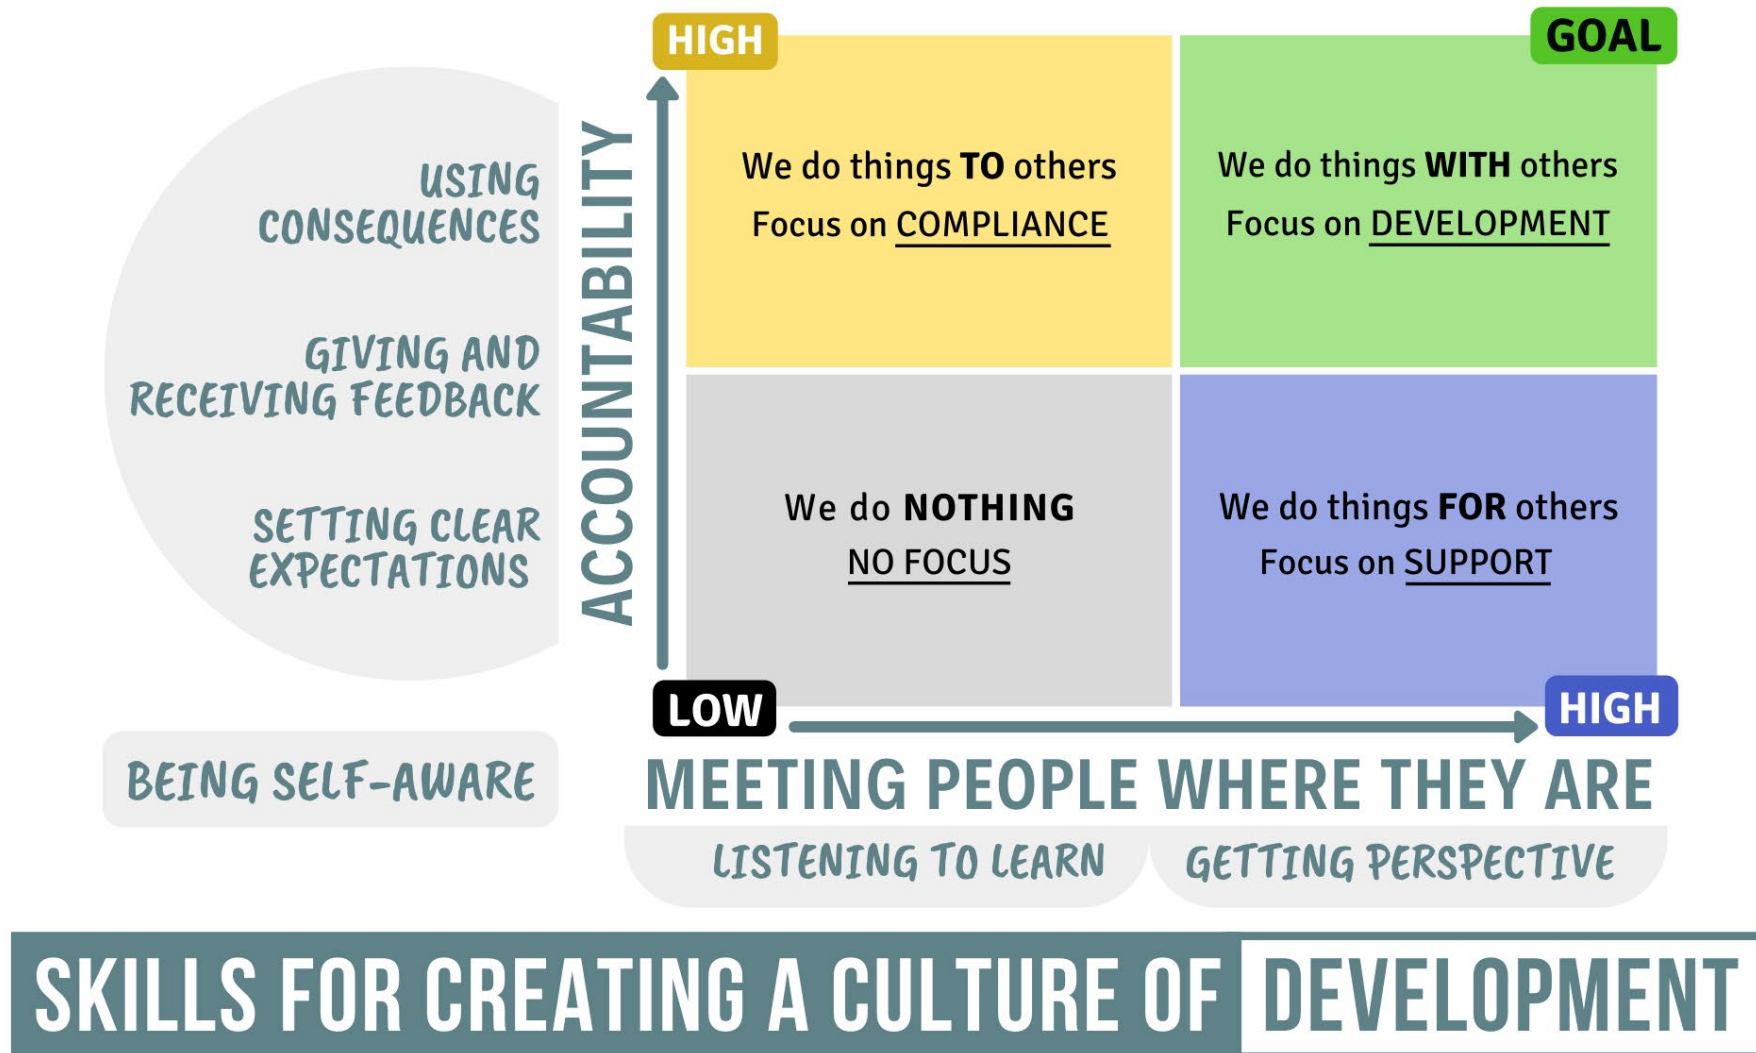 HIGH
GOAL
USING
CONSEQUENCES
GIVING AND
RECEIVING FEEDBACK
SETTING CLEAR
EXPECTATIONS
ACCOUNTABILITY
We do things TO others
Focus on COMPLIANCE
We do things WITH others
Focus on DEVELOPMENT
We do NOTHING
NO FOCUS
We do things FOR others
Focus on SUPPORT
LOW
HIGH
BEING SELF-AWARE
MEETING PEOPLE WHERE THEY ARE
LISTENING TO LEARN
GETTING PERSPECTIVE
SKILLS FOR CREATING A CULTURE OF DEVELOPMENT